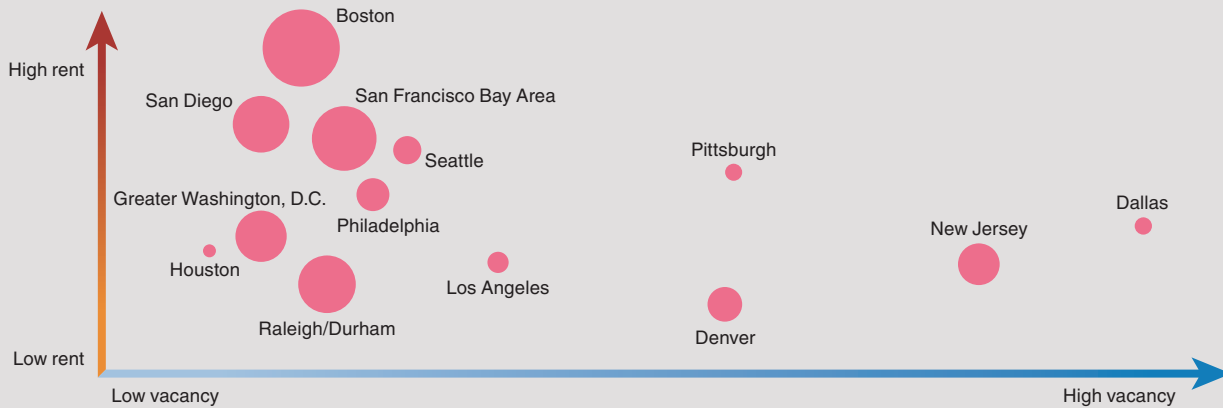 Boston
High rent
San Diego
San Francisco Bay Area
Seattle
Pittsburgh
Greater Washington, D.C.
Philadelphia
Dallas
New Jersey
Houston
Los Angeles
Raleigh/Durham
Denver
Low rent
Low vacancy
High vacancy